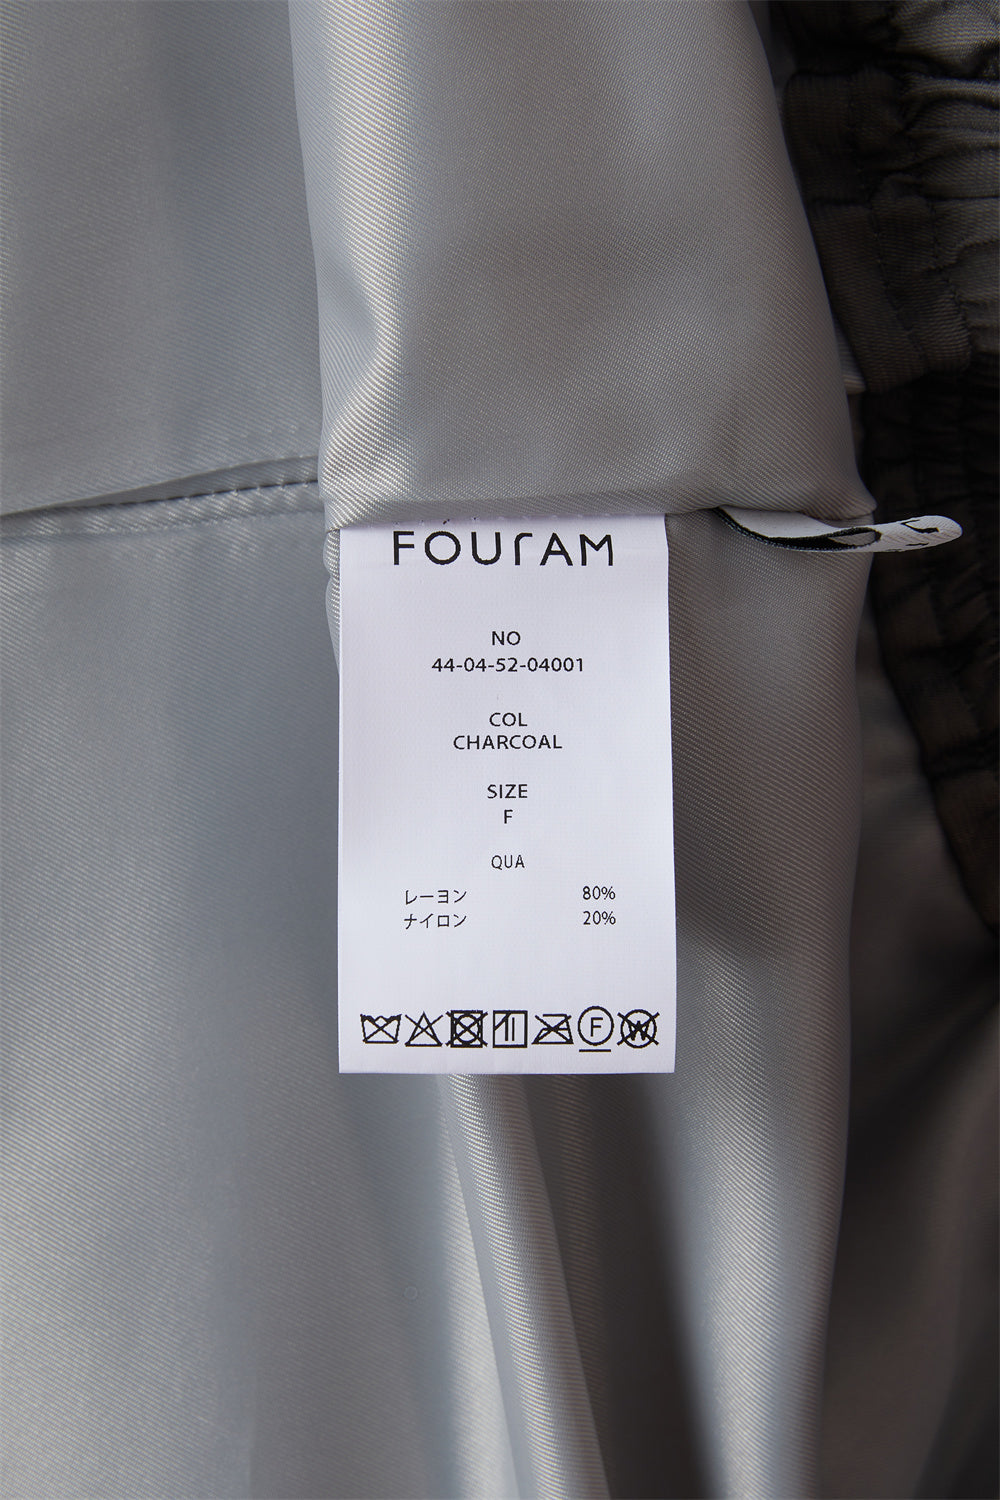 FOURAM
NO
44-04-52-04001
COL
CHARCOAL
SIZE
F
QUA
レーヨン 80%
ナイロン 20%
F W